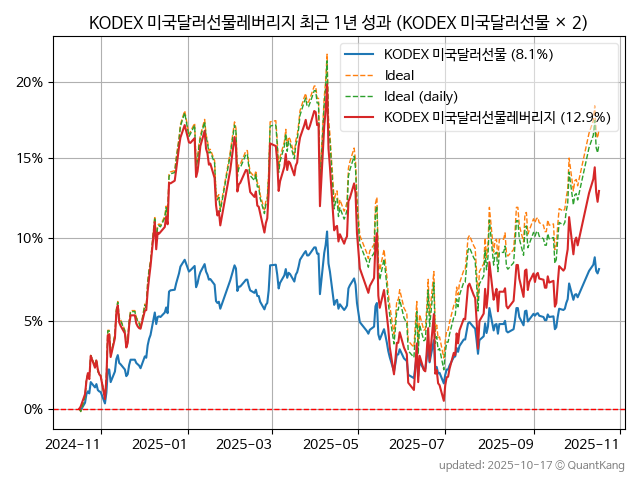 KODEX 미국달러선물레버리지 최근 1년 성과 (KODEX 미국달러선물 × 2)
KODEX 미국달러선물 (8.1%)
Ideal
Ideal (daily)
KODEX 미국달러선물레버리지 (12.9%)
20%
15%
10%
5%
0%
2024-11
2025-01
2025-03
2025-05
2025-07
2025-09
2025-11
updated: 2025-10-17 © QuantKang